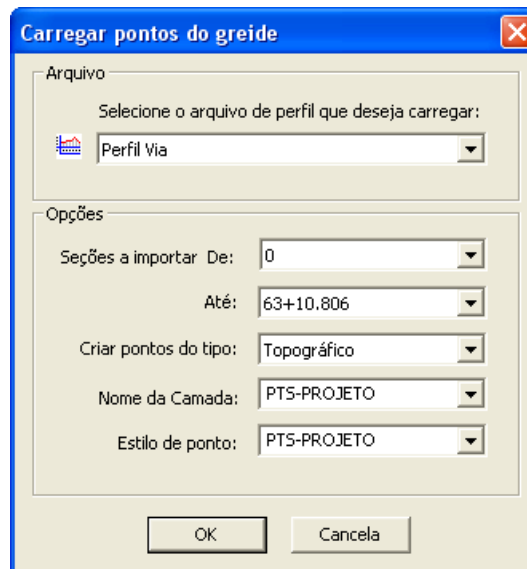 Carregar pontos do greide
Arquivo
Selecione o arquivo de perfil que deseja carregar:
Perfil Via
Opções
Seções a importar De: 0
Até: 63+10.806
Criar pontos do tipo: Topográfico
Nome da Camada: PTS-PROJETO
Estilo de ponto: PTS-PROJETO
OK Cancela